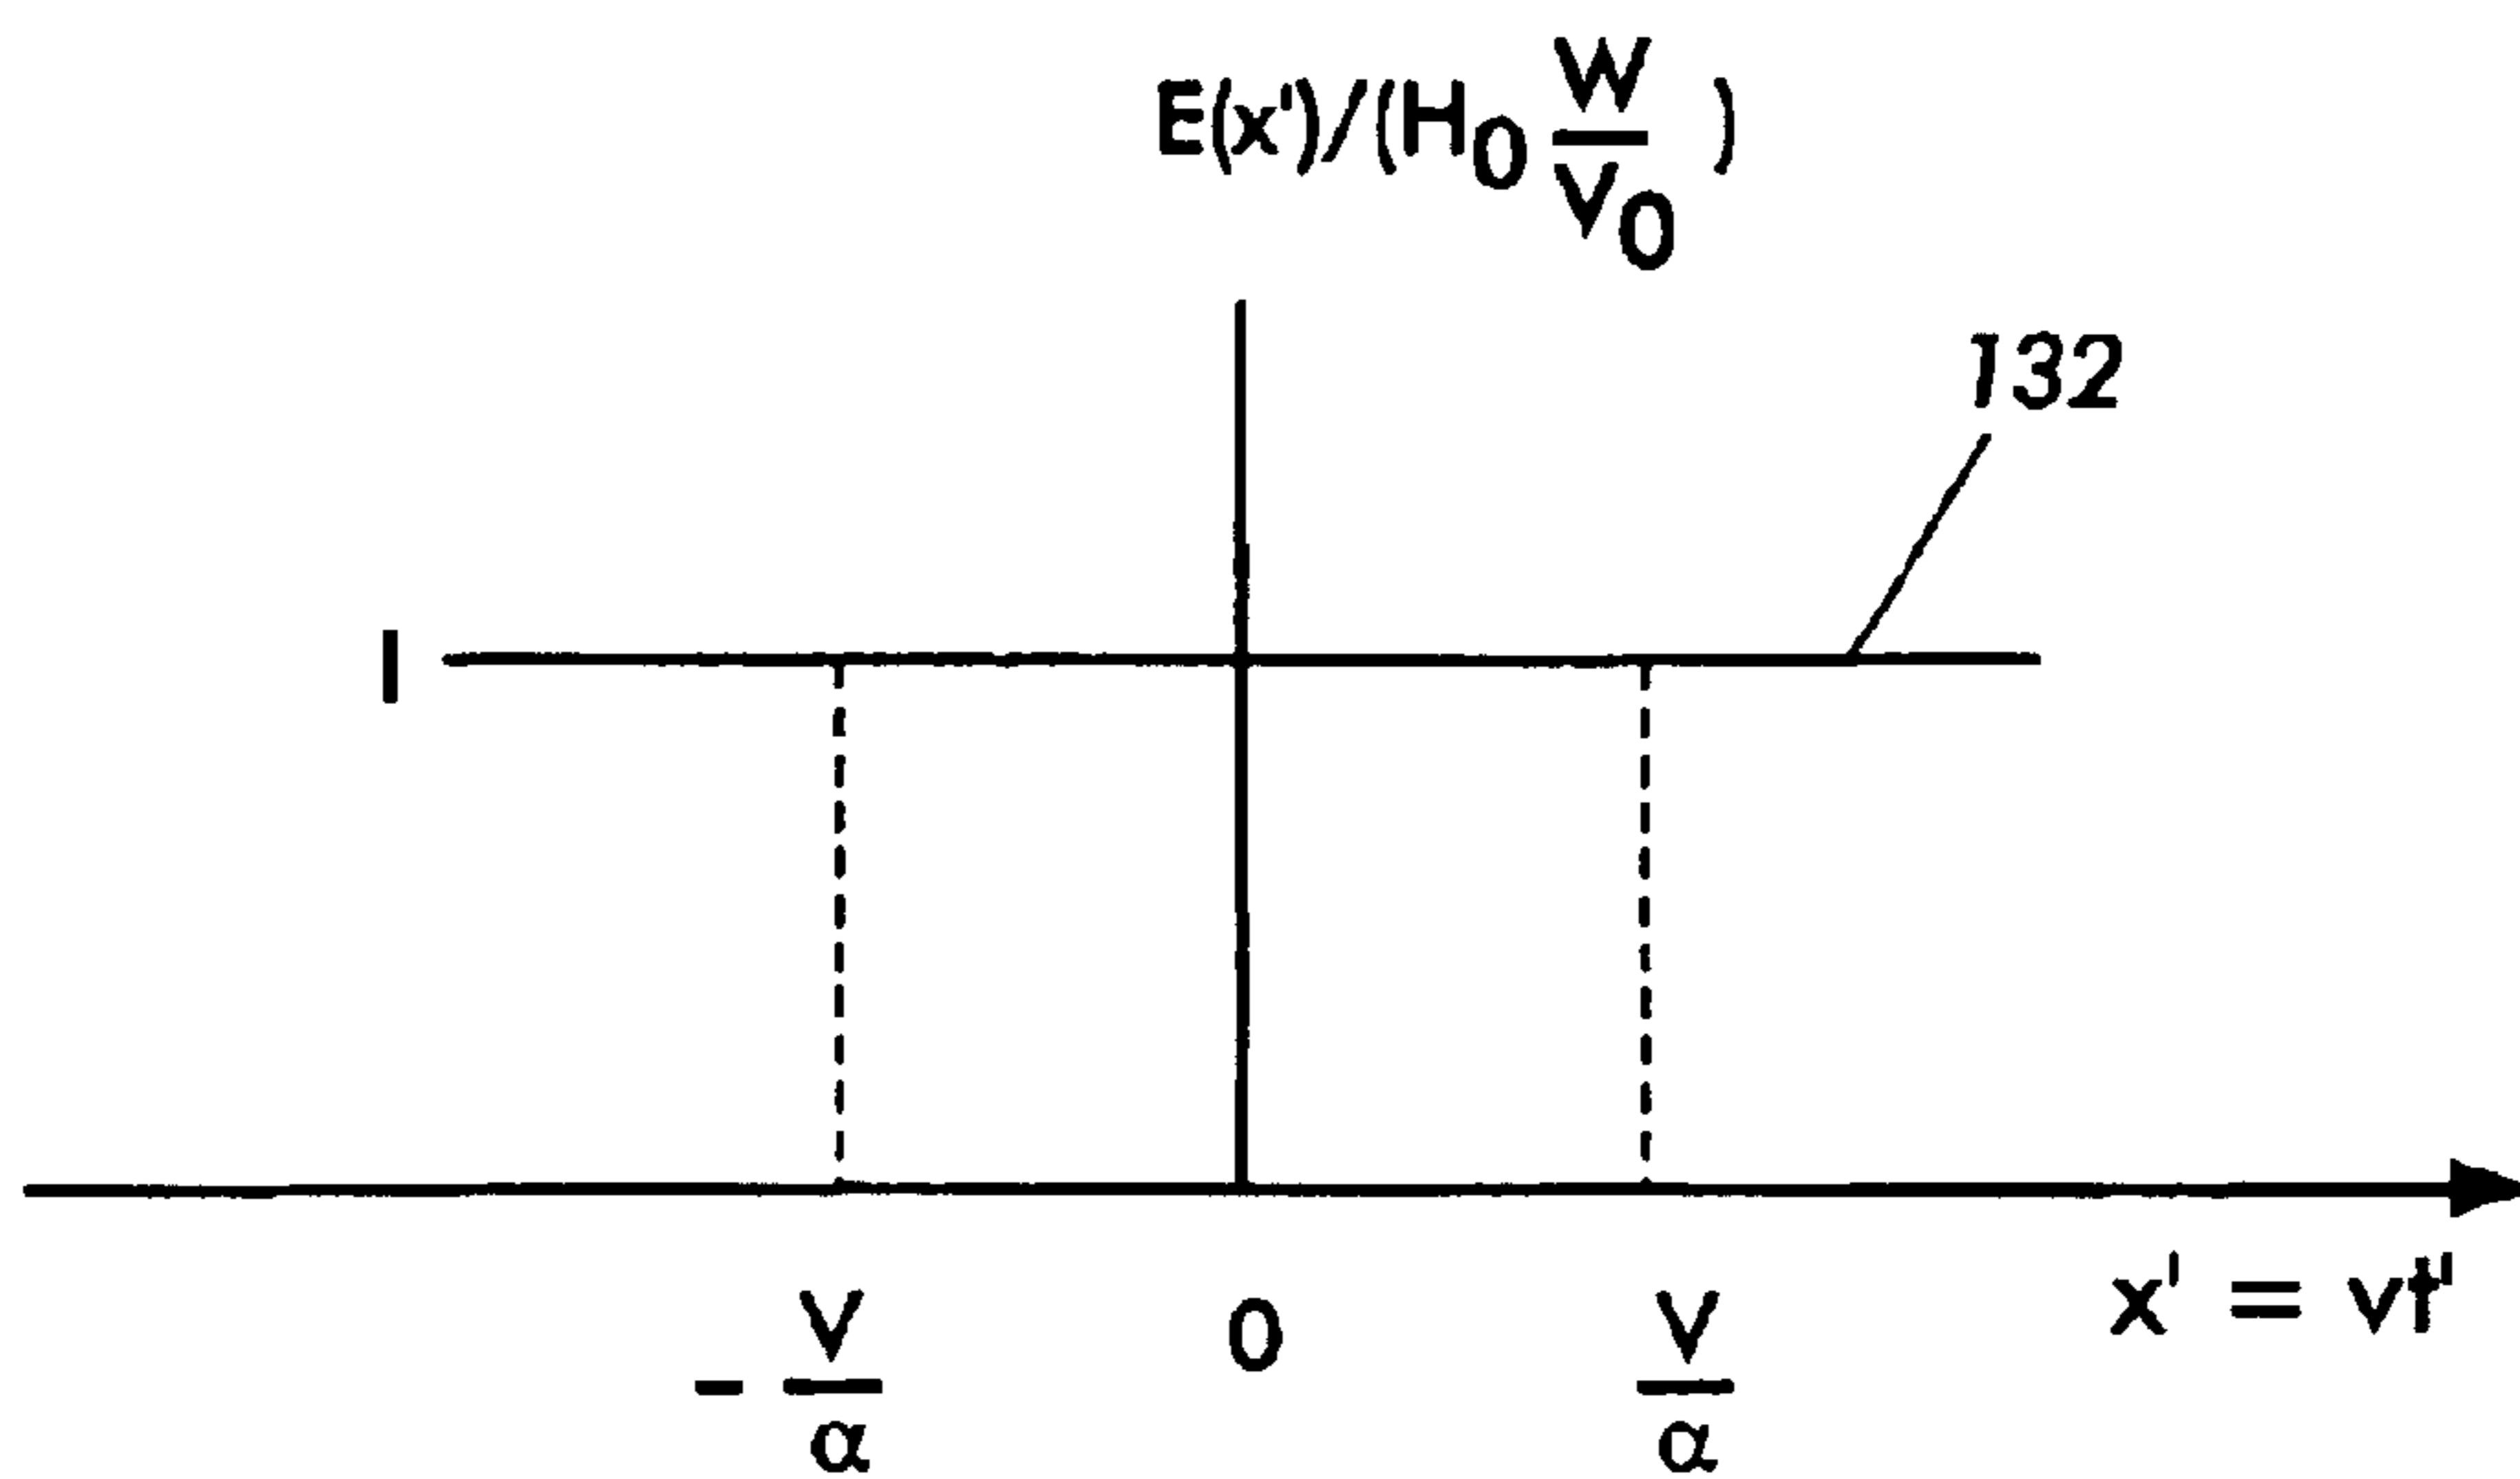 E(x')/(H0 W/V0)
132
1
-V/α 0 V/α
x' = vt'